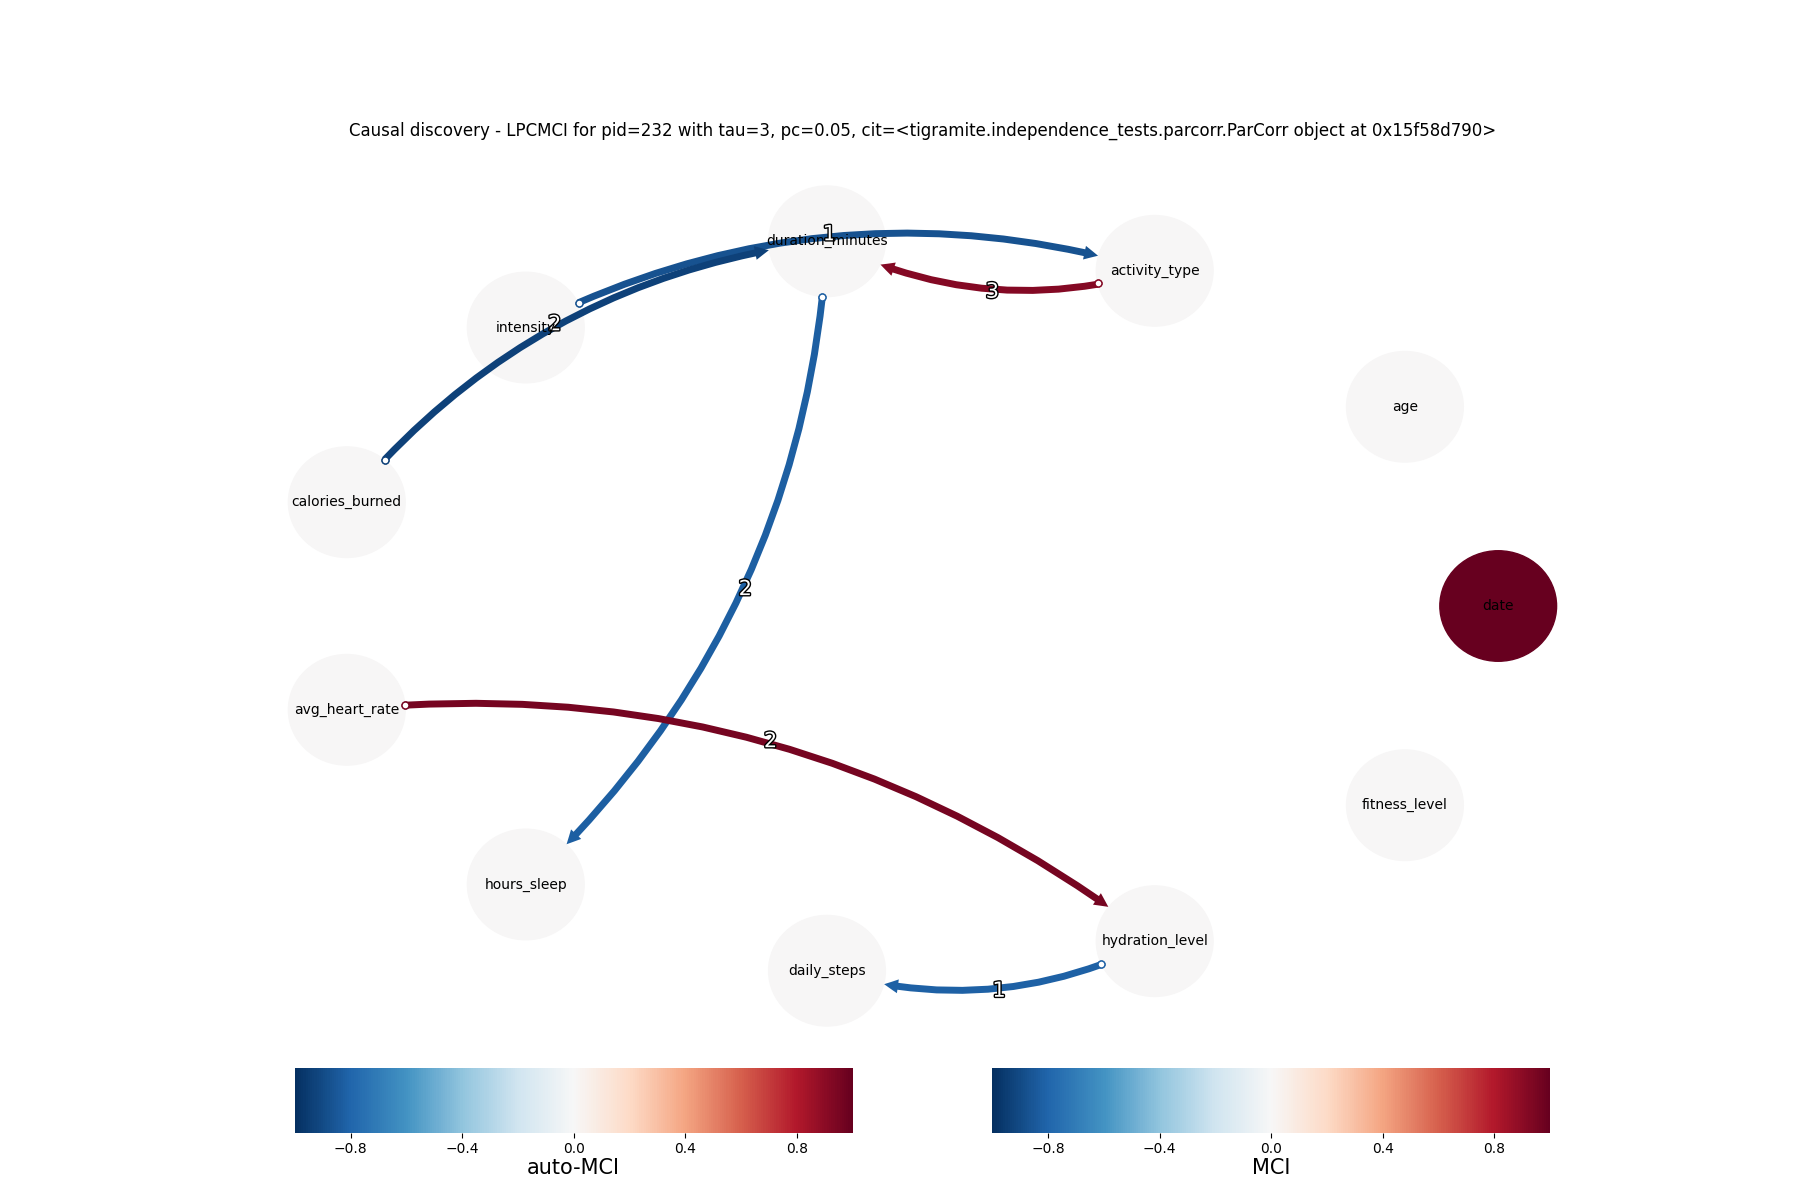 Causal discovery - LPCMCI for pid=232 with tau=3, pc=0.05, cit=<tigramite.independence_tests.parcorr.ParCorr object at 0x15f58d790>
1
duration_minutes
activity_type
3
intensity
2
age
calories_burned
2
date
avg_heart_rate
2
fitness_level
hours_sleep
hydration_level
daily_steps
1
−0.8 −0.4 0.0 0.4 0.8
auto-MCI
−0.8 −0.4 0.0 0.4 0.8
MCI